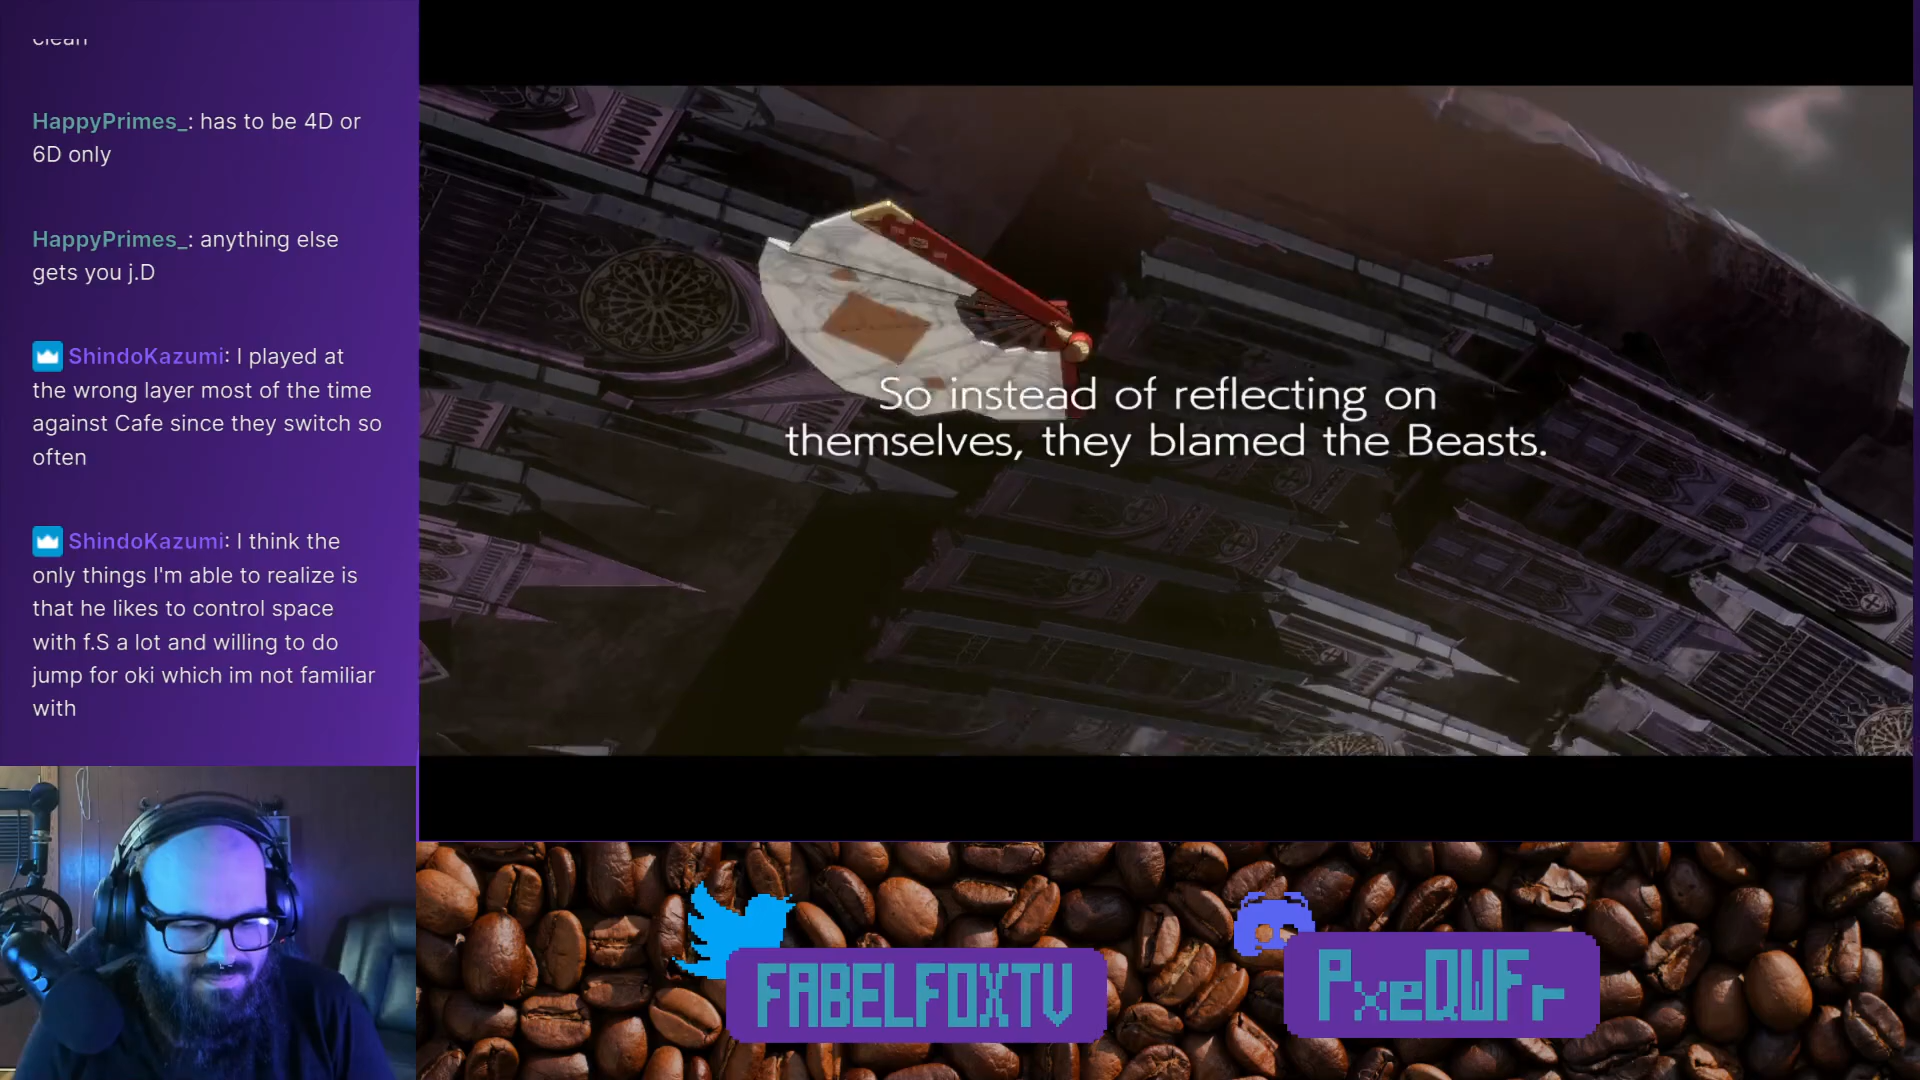 clean
HappyPrimes_: has to be 4D or
6D only
HappyPrimes_: anything else
gets you j.D
ShindoKazumi: I played at
the wrong layer most of the time
against Cafe since they switch so
often
ShindoKazumi: I think the
only things I'm able to realize is
that he likes to control space
with f.S a lot and willing to do
jump for oki which im not familiar
with
So instead of reflecting on
themselves, they blamed the Beasts.
FABELFOXTV
PxeQWFr